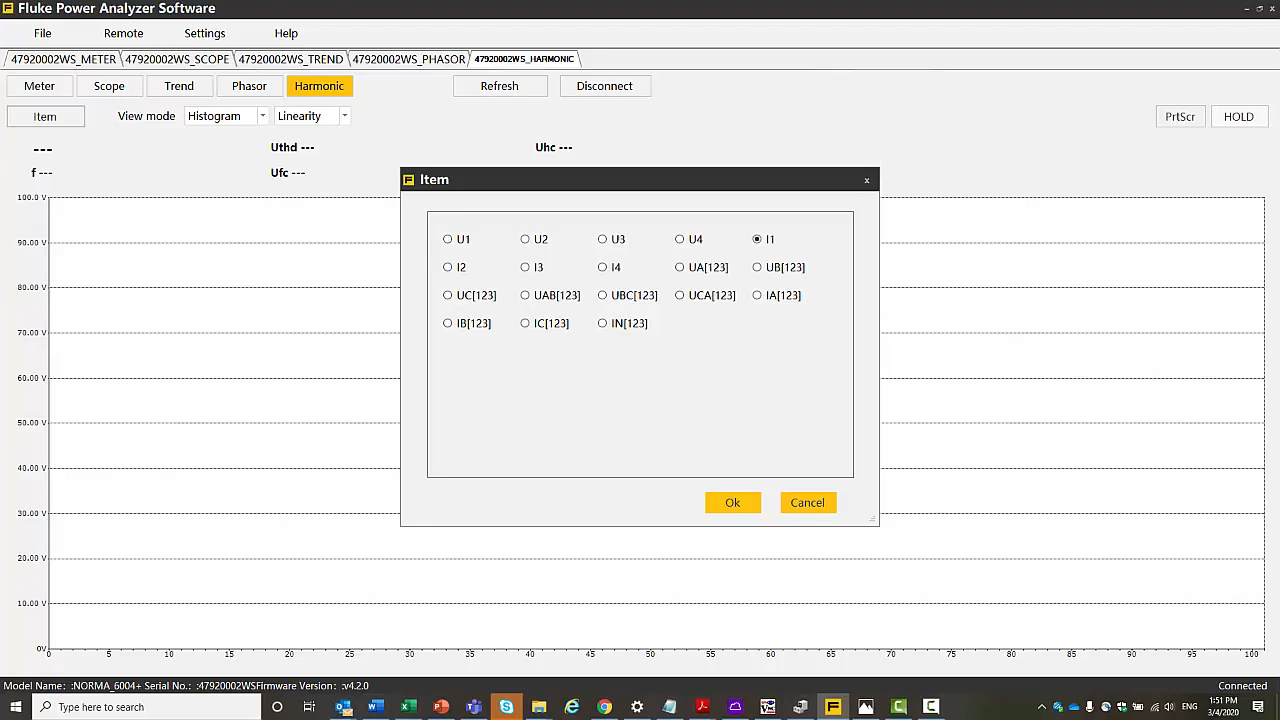 Fluke Power Analyzer Software
File Remote Settings Help
47920002WS_METER 47920002WS_SCOPE 47920002WS_TREND 47920002WS_PHASOR 47920002WS_HARMONIC
Meter Scope Trend Phasor Harmonic Refresh Disconnect
Item View mode Histogram Linearity PrtScr HOLD
--- Uthd --- Uhc ---
f --- Ufc ---
Item x
U1 U2 U3 U4 I1
I2 I3 I4 UA[123] UB[123]
UC[123] UAB[123] UBC[123] UCA[123] IA[123]
IB[123] IC[123] IN[123]
Ok Cancel
100.0 V
90.00 V
80.00 V
70.00 V
60.00 V
50.00 V
40.00 V
30.00 V
20.00 V
10.00 V
0V
0 5 10 15 20 25 30 35 40 45 50 55 60 65 70 75 80 85 90 95 100
Model Name: :NORMA_6004+ Serial No.: :47920002WSFirmware Version: :v4.2.0 Connected
Type here to search
1:51 PM
3/4/2020